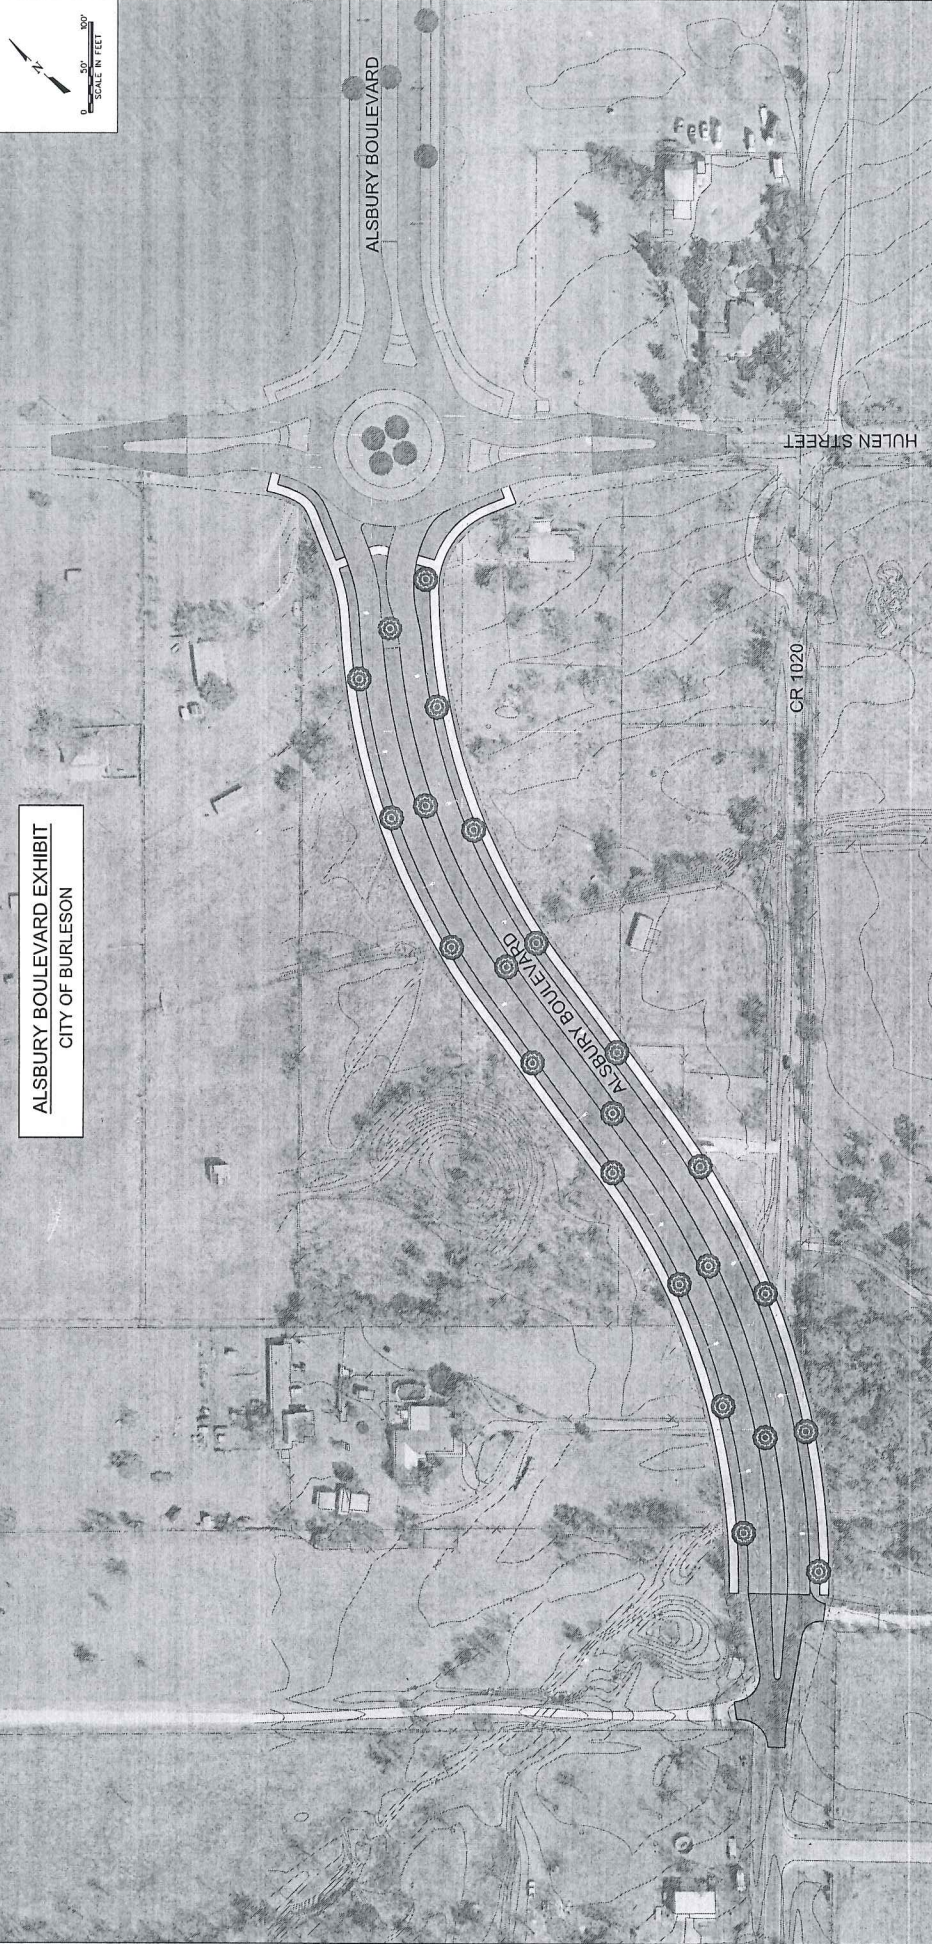 N
0 50' 100'
SCALE IN FEET
ALSBURY BOULEVARD
HULEN STREET
CR 1020
ALSBURY BOULEVARD EXHIBIT
CITY OF BURLESON
ALSBURY BOULEVARD